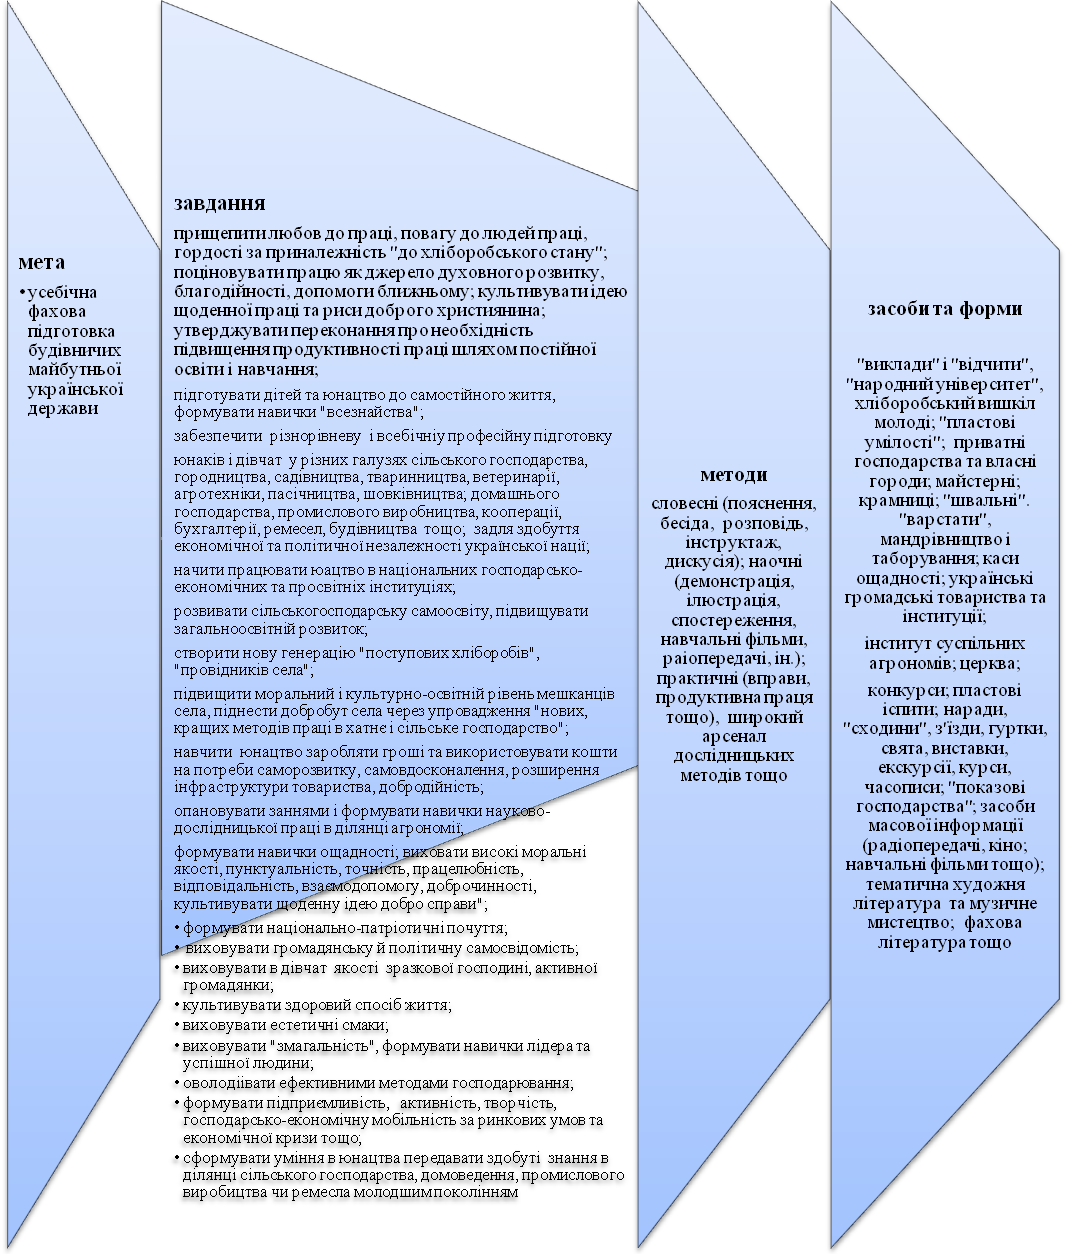 мета
• усебічна
фахова
підготовка
будівничих
майбутньої
української
держави
завдання
прищепити любов до праці, повагу до людей праці,
гордості за приналежність "до хліборобського стану";
поціновувати працю як джерело духовного розвитку,
благодійності, допомоги ближньому; культивувати ідею
щоденної праці та риси доброго християнина;
утверджувати переконання про необхідність
підвищення продуктивності праці шляхом постійної
освіти і навчання;
підготувати дітей та юнацтво до самостійного життя,
формувати навички "всезнайства";
забезпечити різнорівневу і всебічніу професійну підготовку
юнаків і дівчат у різних галузях сільського господарства,
городництва, садівництва, тваринництва, ветеринарії,
агротехніки, пасічництва, шовківництва; домашнього
господарства, промислового виробництва, кооперації,
бухгалтерії, ремесел, будівництва тощо; задля здобуття
економічної та політичної незалежності української нації;
начити працювати юацтво в національних господарсько-
економічних та просвітніх інституціях;
розвивати сільськогосподарську самоосвіту, підвищувати
загальноосвітній розвиток;
створити нову генерацію "поступових хліборобів",
"провідників села";
підвищити моральний і культурно-освітній рівень мешканців
села, піднести добробут села через упровадження "нових,
кращих методів праці в хатнє і сільське господарство";
навчити юнацтво заробляти гроші та використовувати кошти
на потреби саморозвитку, самовдосконалення, розширення
інфраструктури товариства, добродійність;
опановувати заннями і формувати навички науково-
дослідницької праці в ділянці агрономії;
формувати навички ощадності; виховати високі моральні
якості, пунктуальність, точність, працелюбність,
відповідальність, взаємодопомогу, доброчинності,
культивувати щоденну ідею добро справи";
• формувати національно-патріотичні почуття;
• виховувати громадянську й політичну самосвідомість;
• виховувати в дівчат якості зразкової господині, активної
громадянки;
• культивувати здоровий спосіб життя;
• виховувати естетичні смаки;
• виховувати "змагальність", формувати навички лідера та
успішної людини;
• оволодіівати ефективними методами господарювання;
• формувати підприємливість, активність, творчість,
господарсько-економічну мобільність за ринкових умов та
економічної кризи тощо;
• сформувати уміння в юнацтва передавати здобуті знання в
ділянці сільського господарства, домоведення, промислового
виробництва чи ремесла молодшим поколінням
методи
словесні (пояснення,
бесіда, розповідь,
інструктаж,
дискусія); наочні
(демонстрація,
ілюстрація,
спостереження,
навчальні фільми,
раіопередачі, ін.);
практичні (вправи,
продуктивна праця
тощо), широкий
арсенал
дослідницьких
методів тощо
засоби та форми
"виклади" і "відчити",
"народний університет",
хліборобський вишкіл
молоді; "пластові
умілості"; приватні
господарства та власні
городи; майстерні;
крамниці; "швальні".
"варстати",
мандрівництво і
таборування; каси
ощадності; українські
громадські товариства та
інституції;
інститут суспільних
агрономів; церква;
конкурси; пластові
іспити; наради,
"сходини", з'їзди, гуртки,
свята, виставки,
екскурсії, курси,
часописи; "показові
господарства"; засоби
масової інформації
(радіопередачі, кіно;
навчальні фільми тощо);
тематична художня
література та музичне
мистецтво; фахова
література тощо